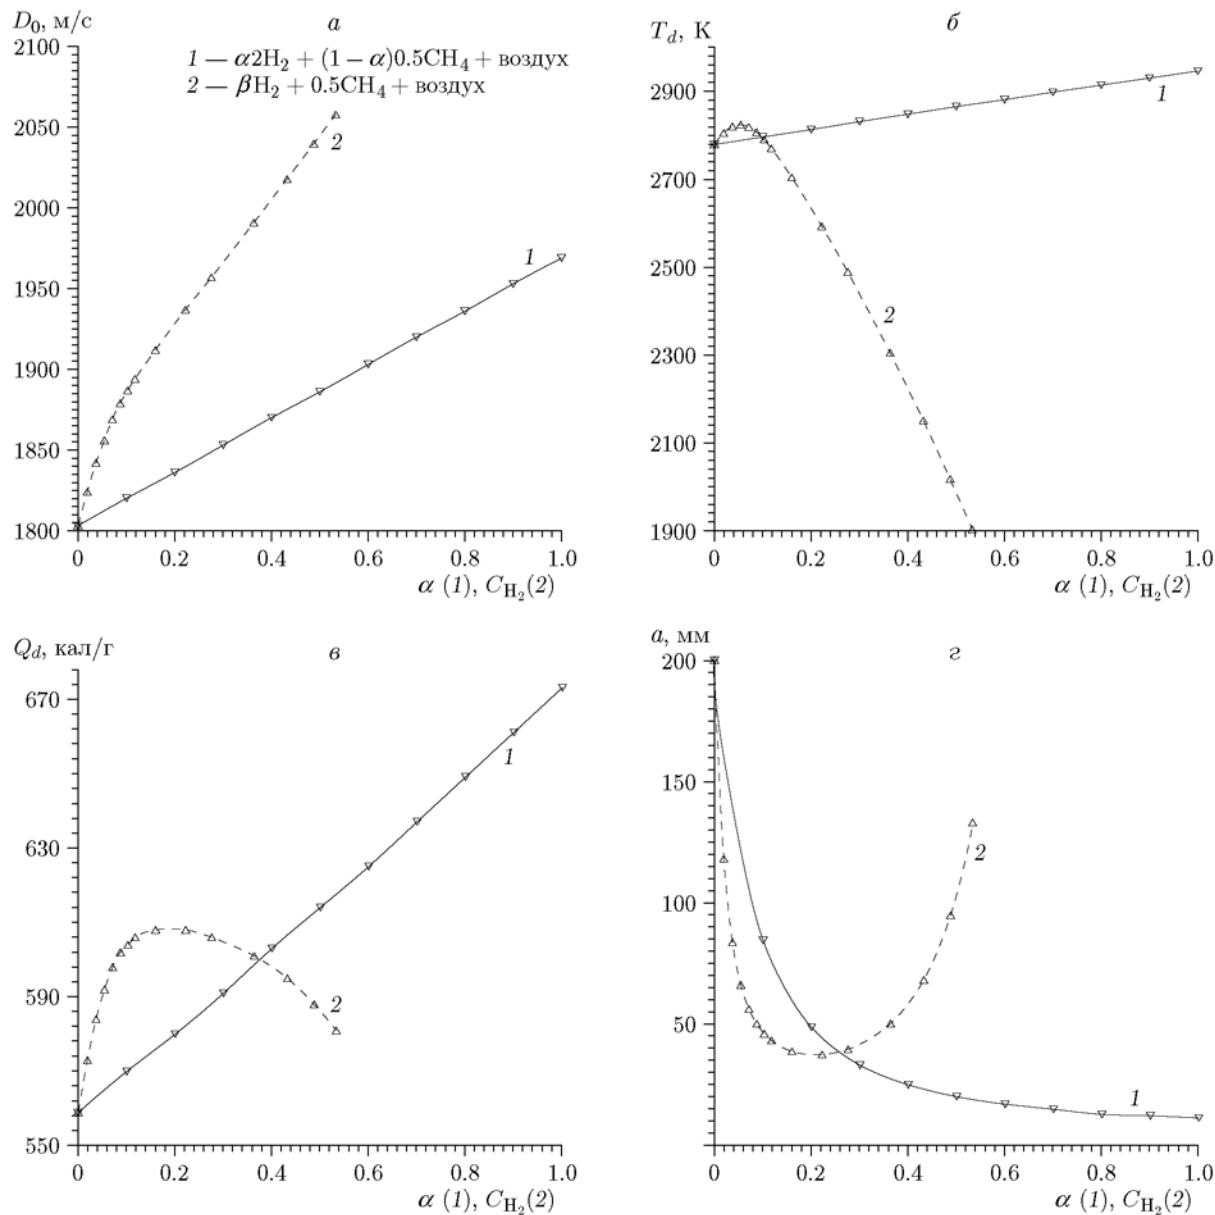 D₀, м/с
а
2100
2050
2000
1950
1900
1850
1800
1 — α2H₂ + (1 − α)0.5CH₄ + воздух
2 — βH₂ + 0.5CH₄ + воздух
2
1
0 0.2 0.4 0.6 0.8 1.0
α (1), C_H₂(2)
T_d, К
б
2900
2700
2500
2300
2100
1900
1
2
0 0.2 0.4 0.6 0.8 1.0
α (1), C_H₂(2)
Q_d, кал/г
в
670
630
590
550
1
2
0 0.2 0.4 0.6 0.8 1.0
α (1), C_H₂(2)
a, мм
г
200
150
100
50
2
1
0 0.2 0.4 0.6 0.8 1.0
α (1), C_H₂(2)